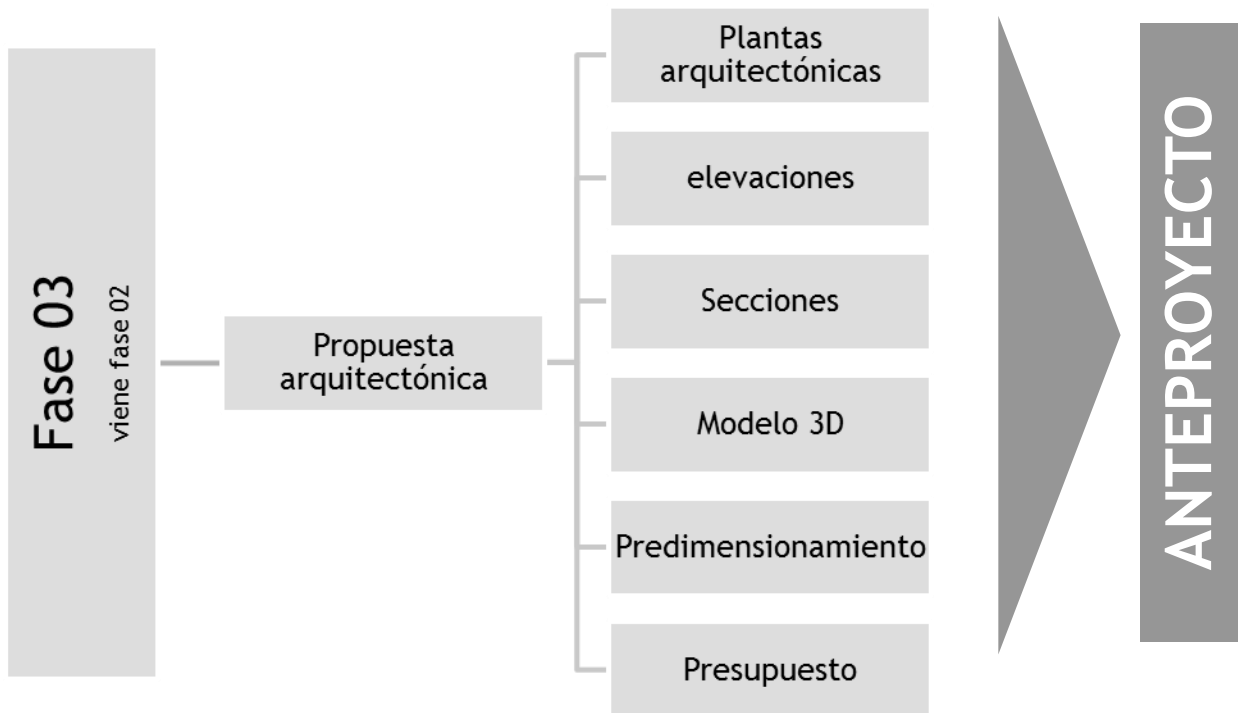 Fase 03
viene fase 02
Propuesta
arquitectónica
Plantas
arquitectónicas
elevaciones
Secciones
Modelo 3D
Predimensionamiento
Presupuesto
ANTEPROYECTO